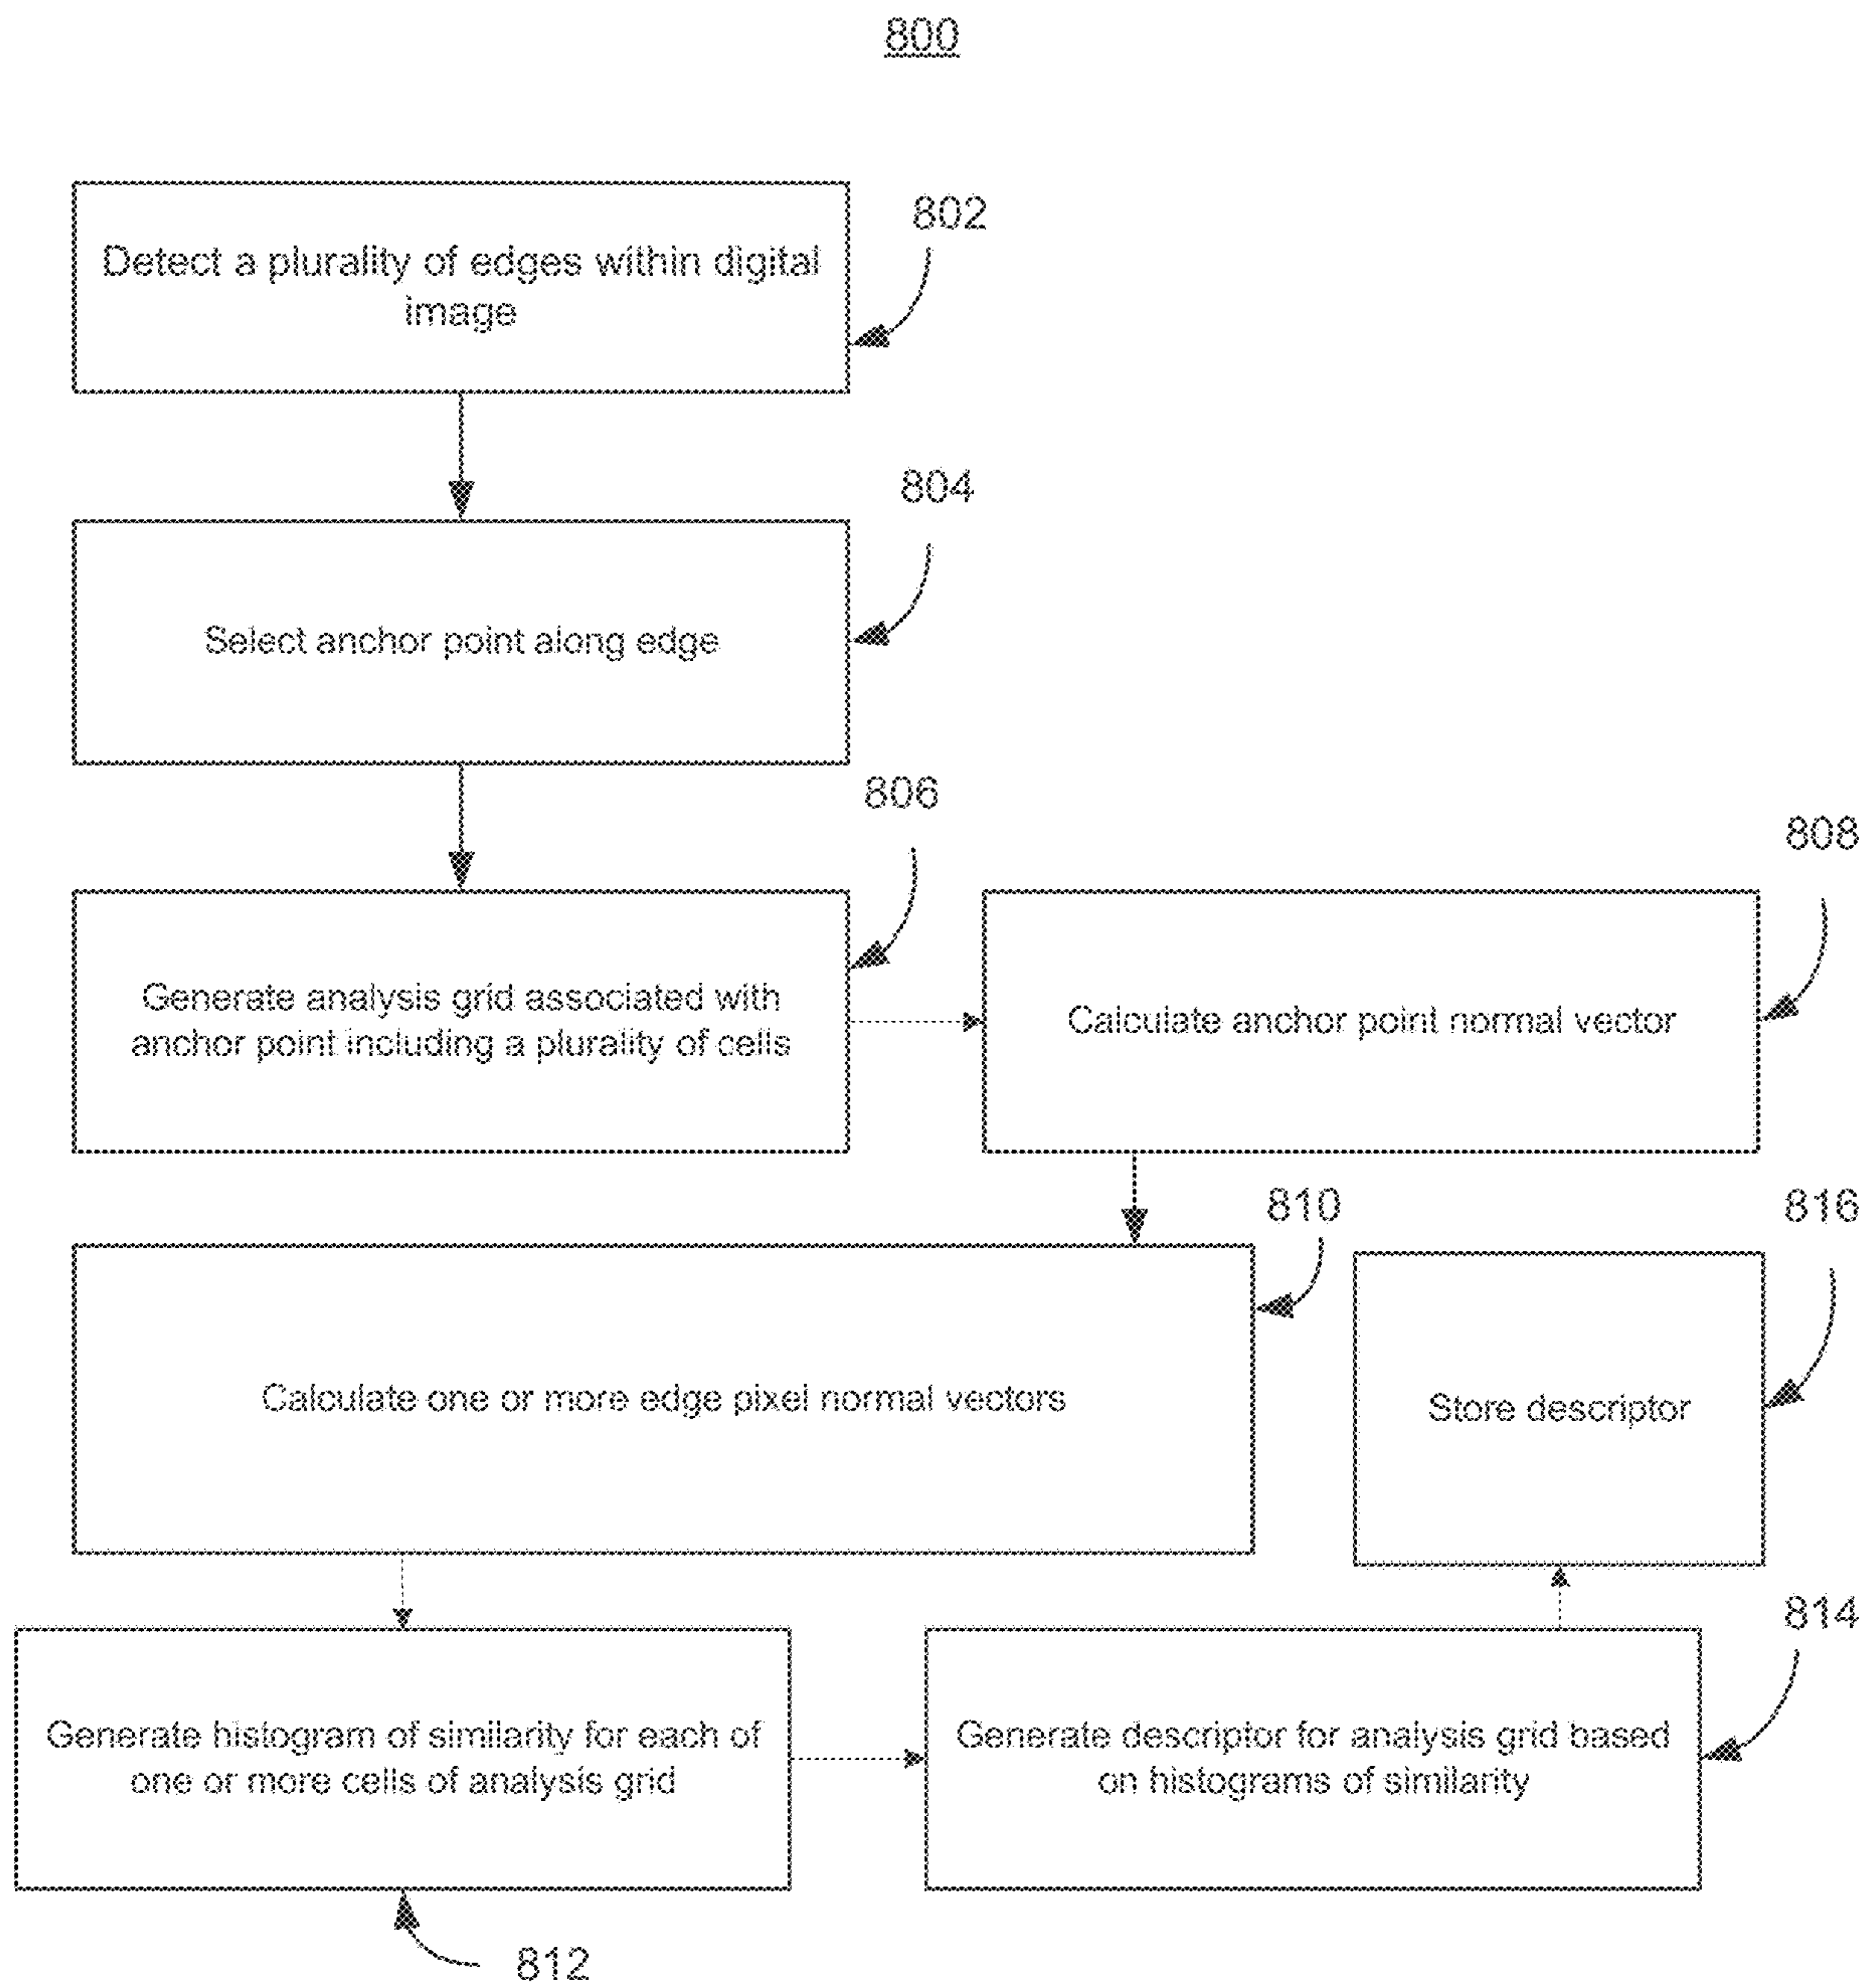 800
802
Detect a plurality of edges within digital
image
804
Select anchor point along edge
806
808
Generate analysis grid associated with
anchor point including a plurality of cells
Calculate anchor point normal vector
810
816
Calculate one or more edge pixel normal vectors
Store descriptor
814
Generate histogram of similarity for each of
one or more cells of analysis grid
Generate descriptor for analysis grid based
on histograms of similarity
812